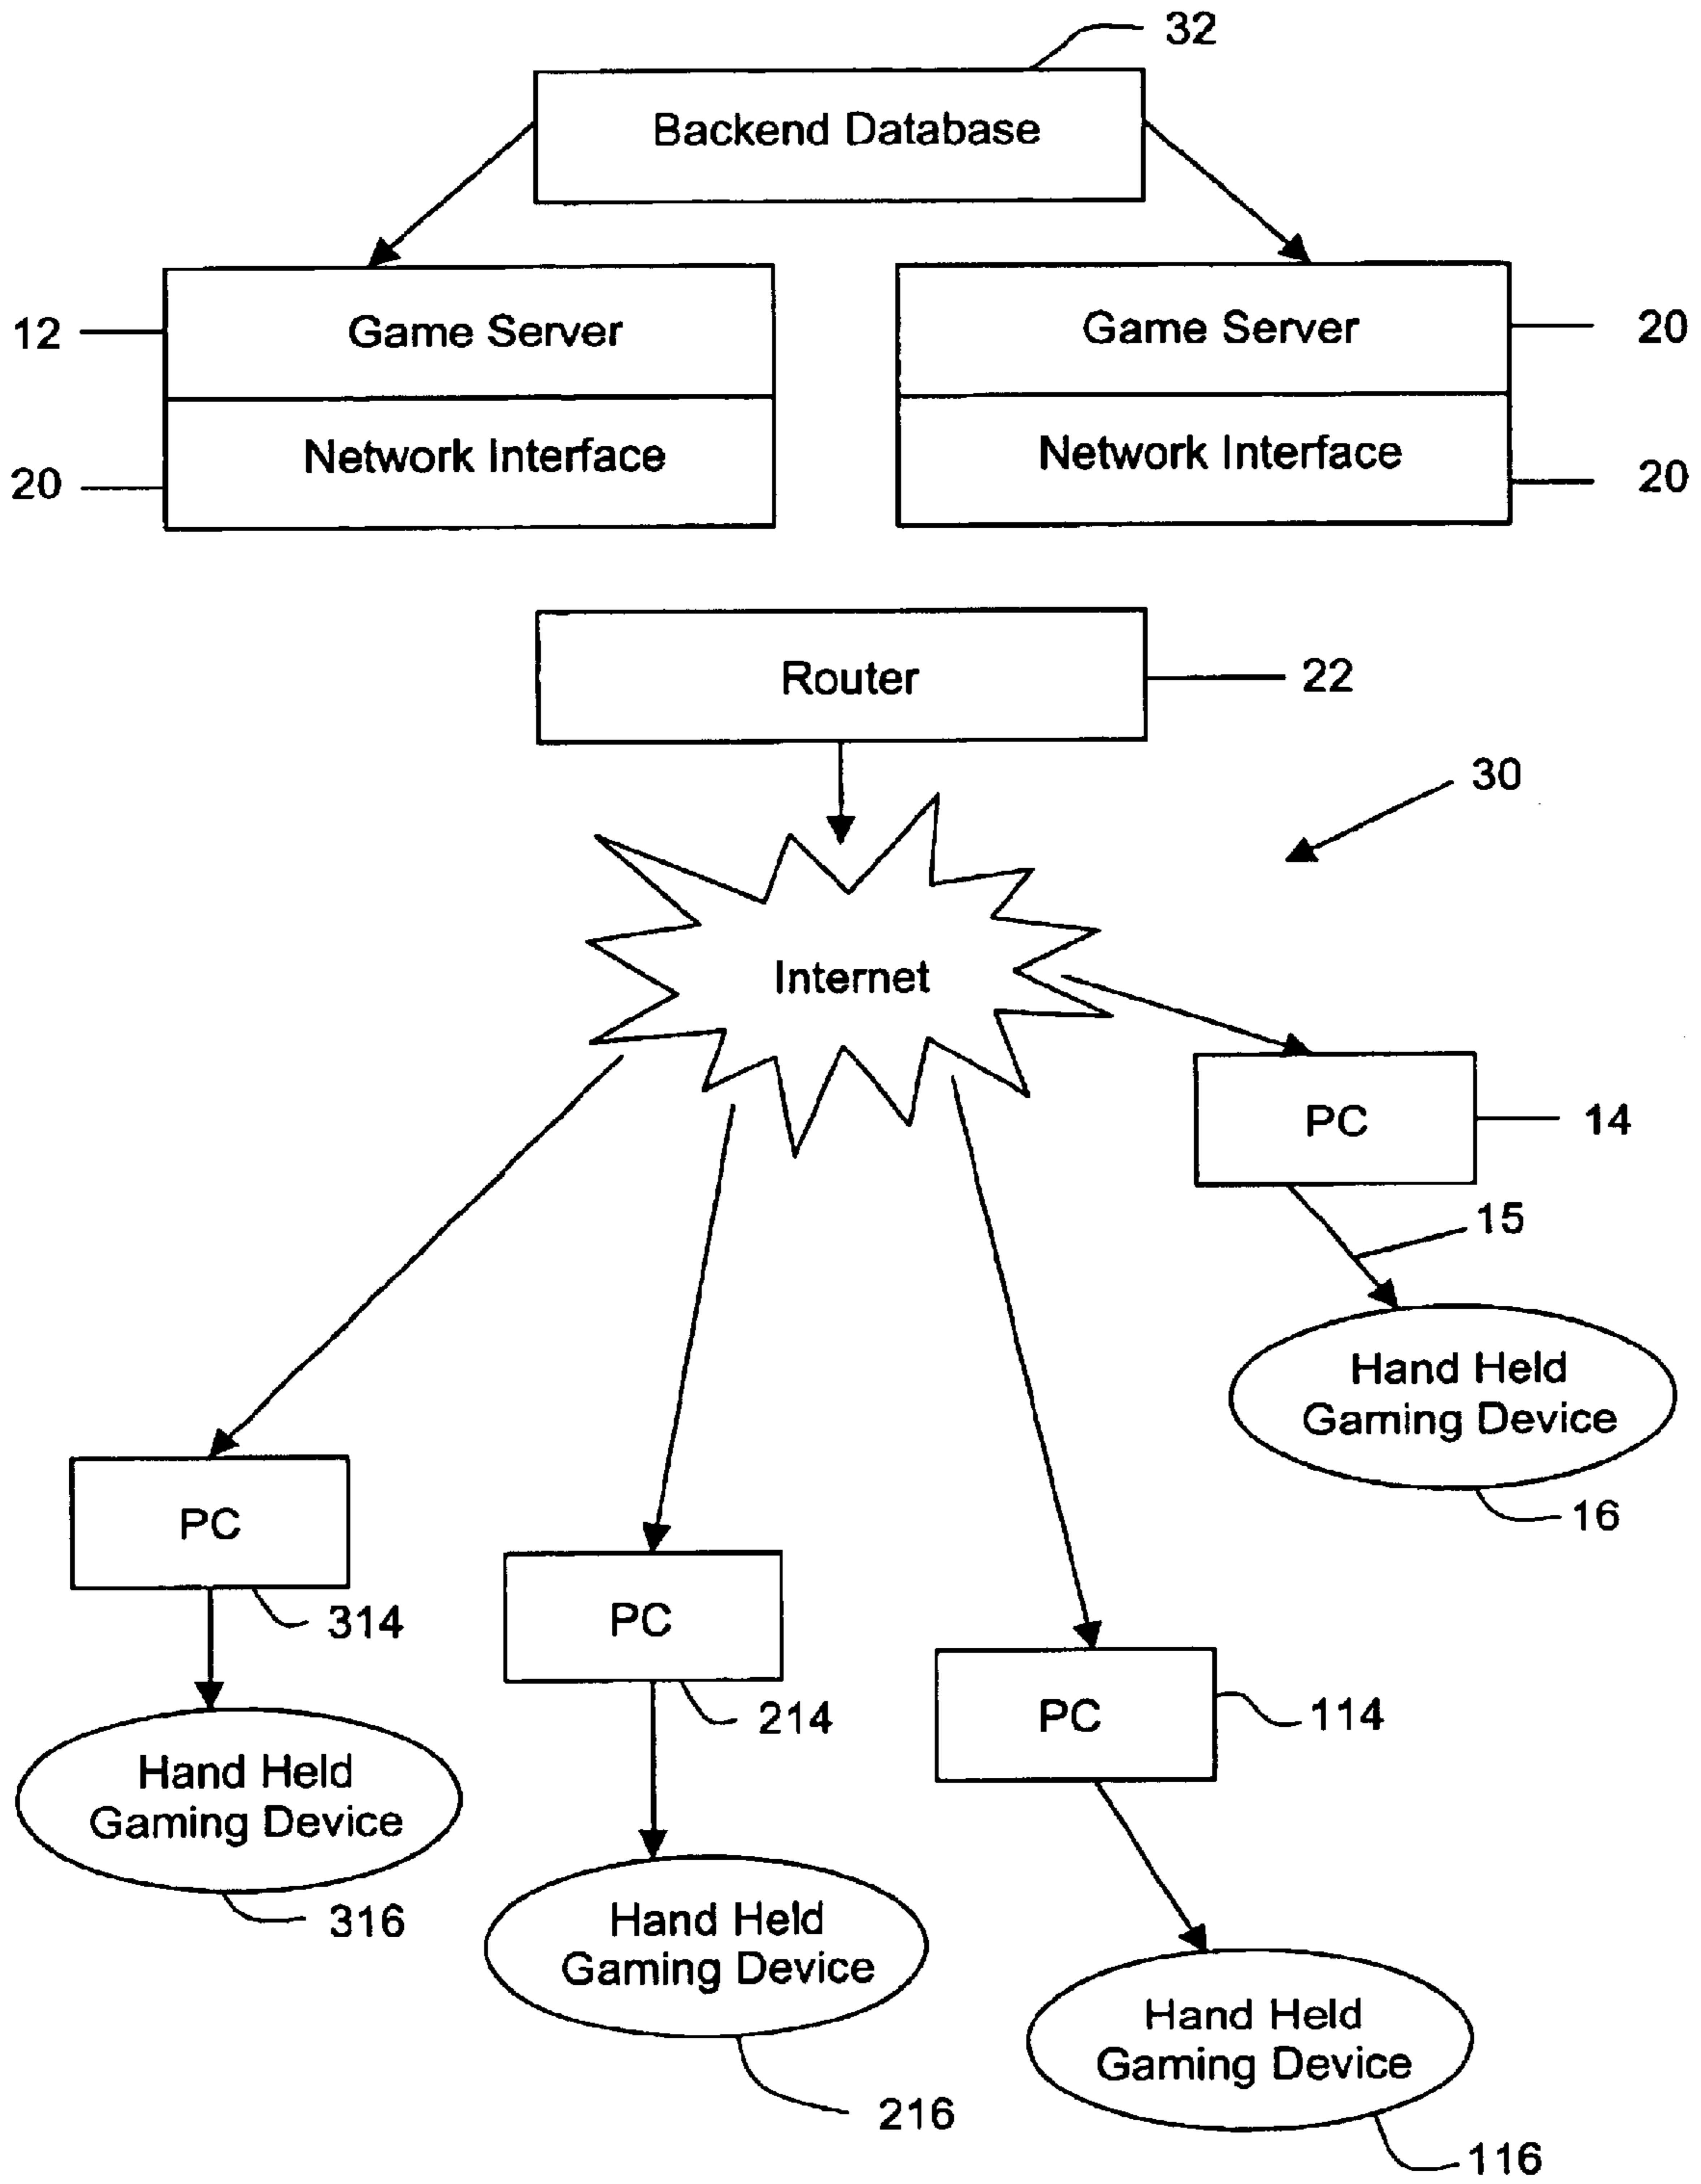 32
Backend Database
12
Game Server
Game Server
20
20
Network Interface
Network Interface
20
Router
22
30
Internet
PC
14
15
Hand Held
Gaming Device
16
PC
314
PC
214
PC
114
Hand Held
Gaming Device
316
Hand Held
Gaming Device
216
Hand Held
Gaming Device
116